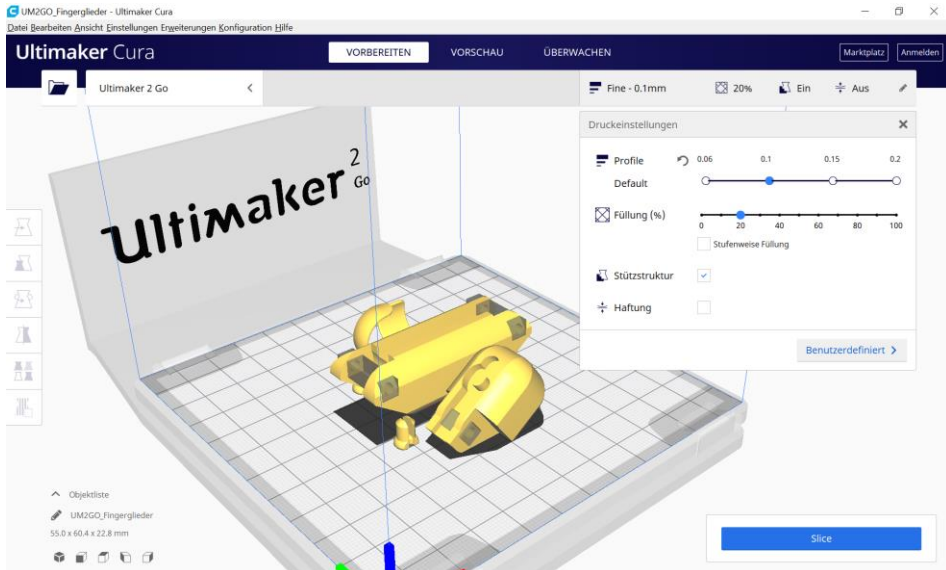 UM2GO_Fingerglieder - Ultimaker Cura
Datei Bearbeiten Ansicht Einstellungen Erweiterungen Konfiguration Hilfe
Ultimaker Cura VORBEREITEN VORSCHAU ÜBERWACHEN Marktplatz Anmelden
Ultimaker 2 Go Fine - 0.1mm 20% Ein Aus
Druckeinstellungen
Profile 0.06 0.1 0.15 0.2
Default
Füllung (%)
0 20 40 60 80 100
Stufenweise Füllung
Stützstruktur
Haftung
Benutzerdefiniert
Ultimaker 2 Go
Objektliste
UM2GO_Fingerglieder
55.0 x 60.4 x 22.8 mm
Slice